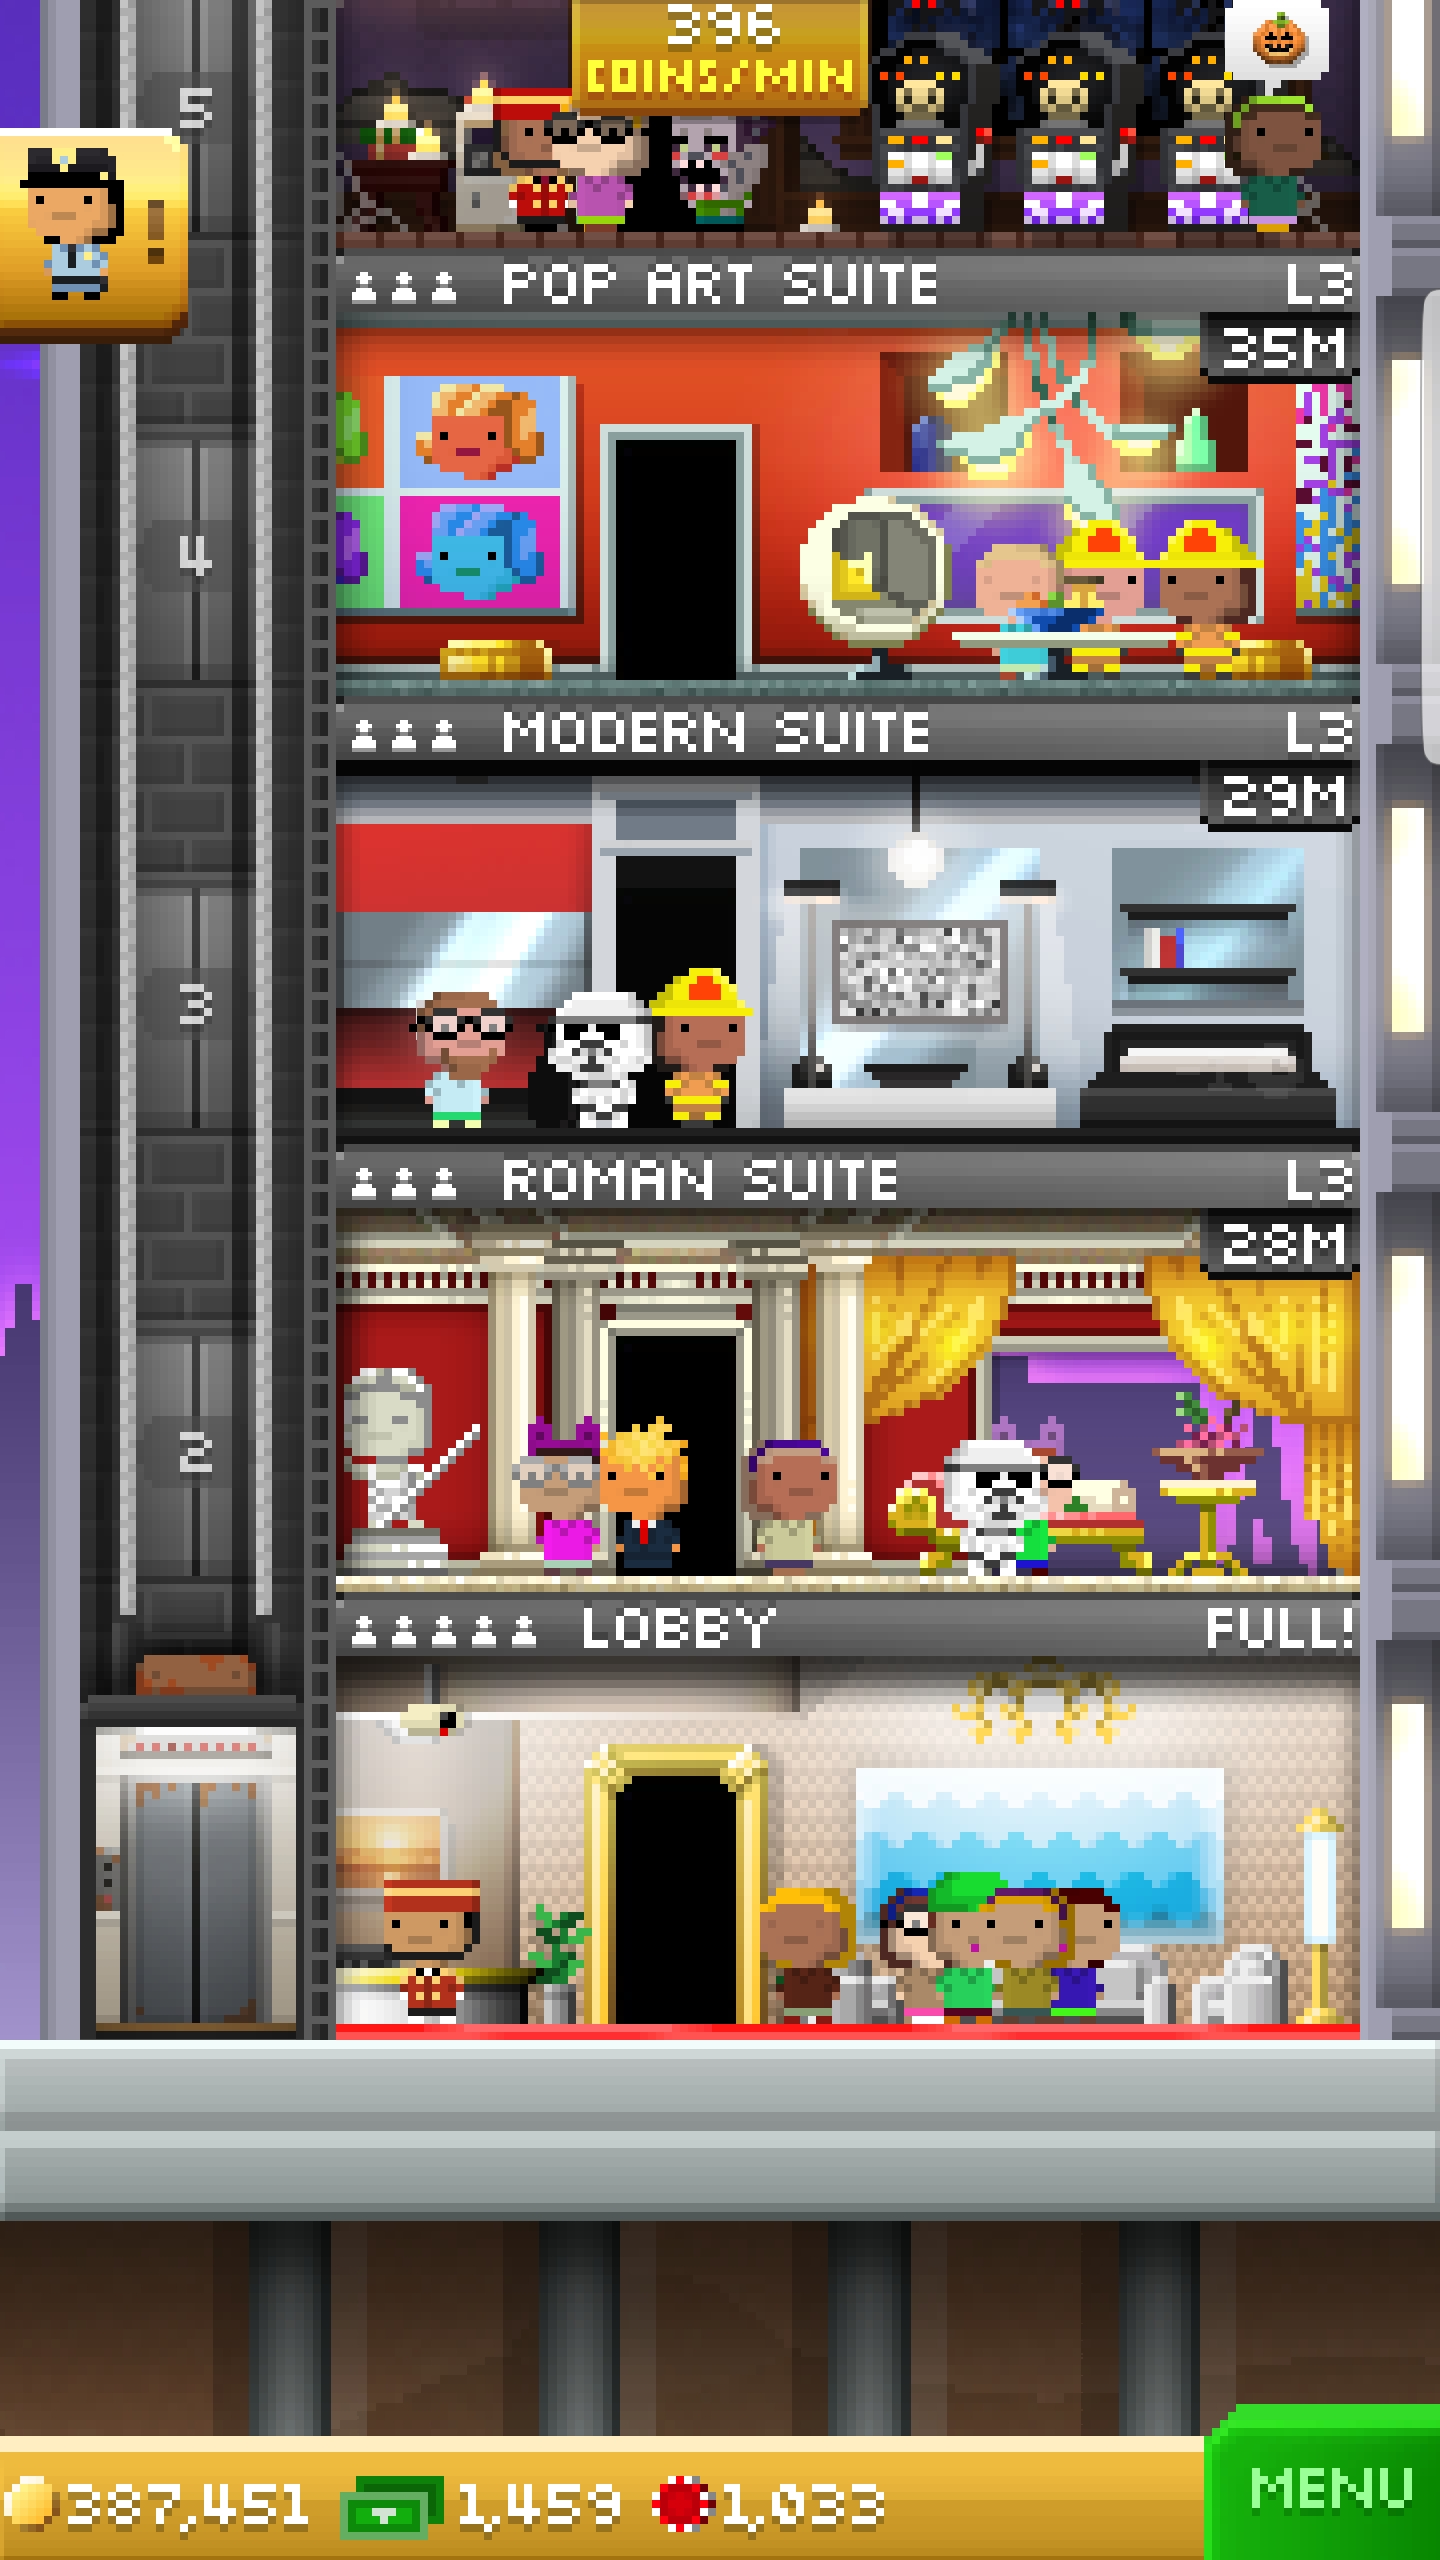 396
COINS/MIN
5
!
POP ART SUITE L3
35M
4
MODERN SUITE L3
29M
3
ROMAN SUITE L3
28M
2
LOBBY FULL!
387,451 1,459 1,033 MENU